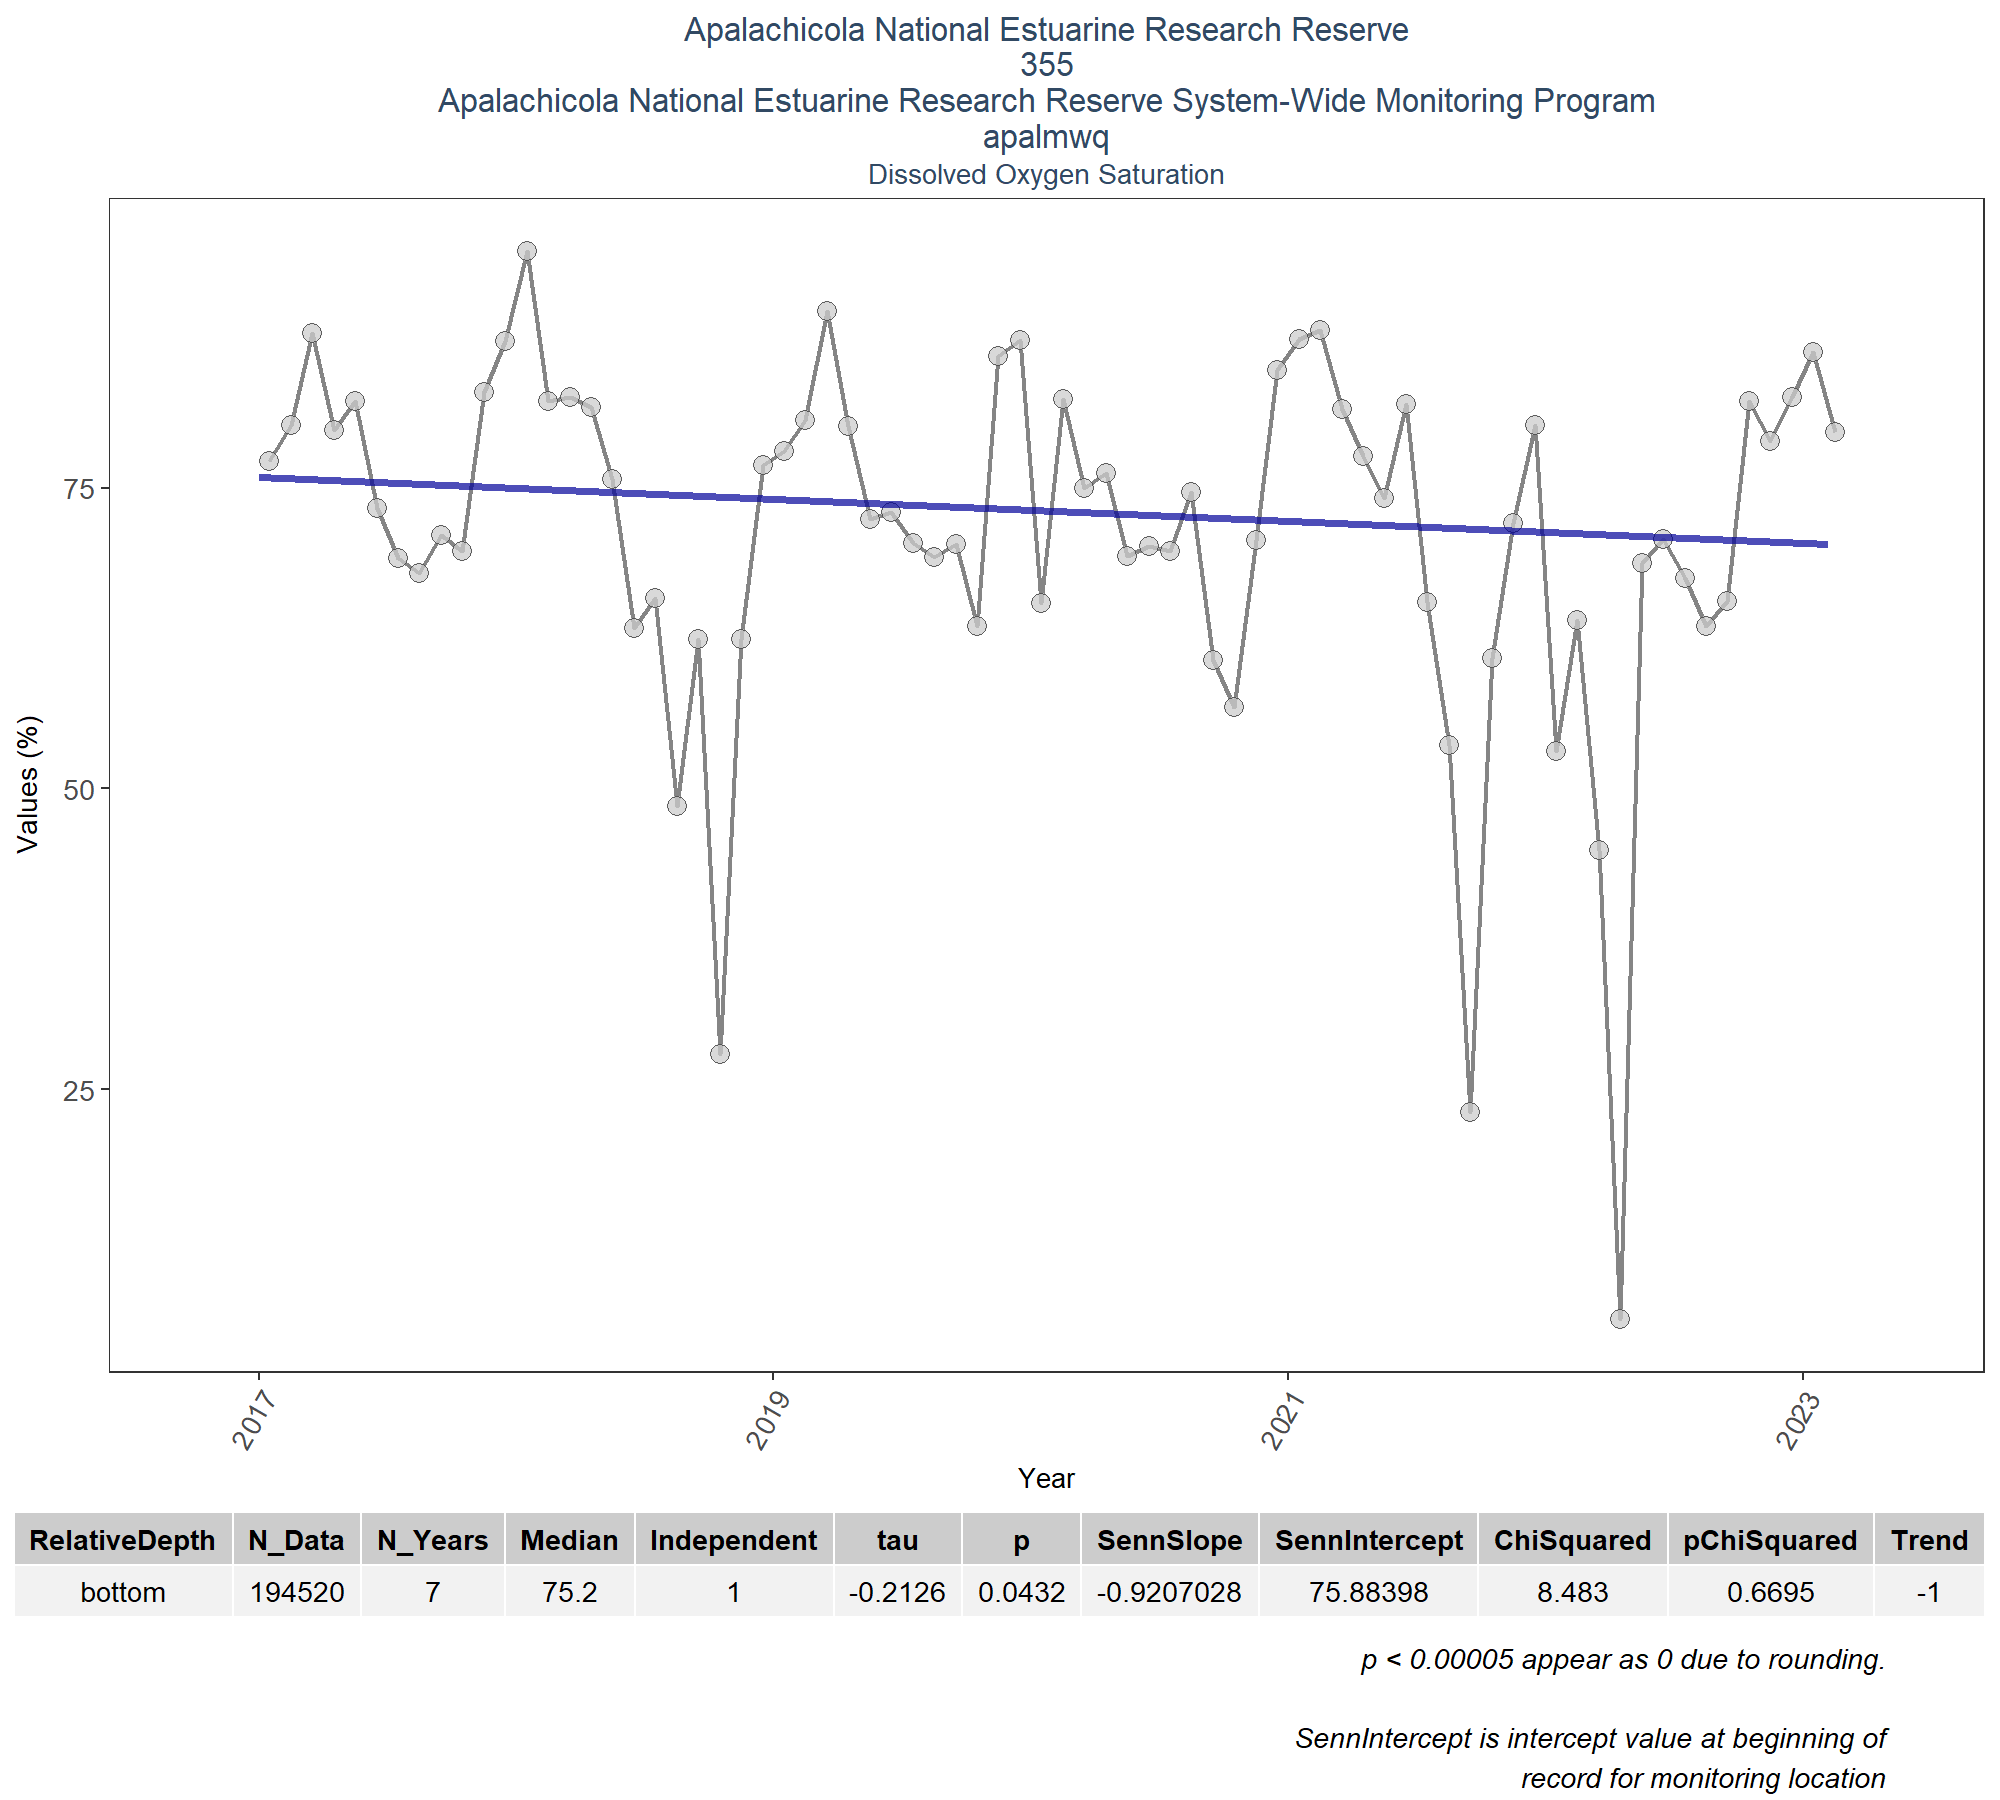 Apalachicola National Estuarine Research Reserve
355
Apalachicola National Estuarine Research Reserve System-Wide Monitoring Program
apalmwq
Dissolved Oxygen Saturation
Values (%)
75
50
25
2017
2019
2021
2023
Year
RelativeDepth N_Data N_Years Median Independent tau p SennSlope SennIntercept ChiSquared pChiSquared Trend
bottom 194520 7 75.2 1 -0.2126 0.0432 -0.9207028 75.88398 8.483 0.6695 -1
p < 0.00005 appear as 0 due to rounding.
SennIntercept is intercept value at beginning of
record for monitoring location